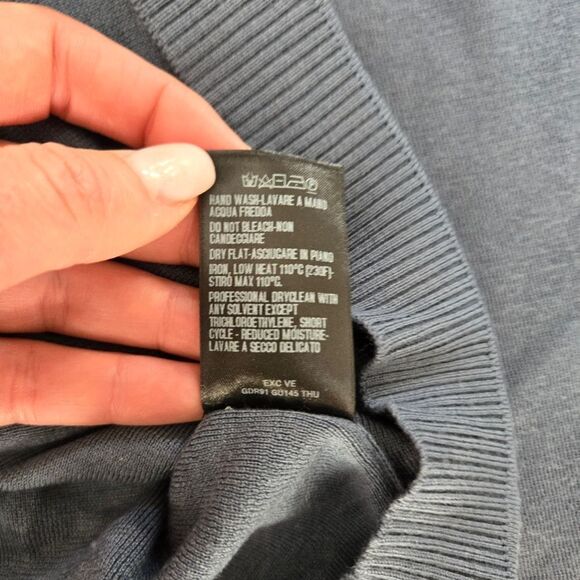 HAND WASH-LAVARE A MANO
ACQUA FREDDA
DO NOT BLEACH-NON
CANDEGGIARE
DRY FLAT-ASCIUGARE IN PIANO
IRON, LOW HEAT 110°C (230F)-
STIRO MAX 110°C.
PROFESSIONAL DRYCLEAN WITH
ANY SOLVENT EXCEPT
TRICHLOROETHYLENE, SHORT
CYCLE - REDUCED MOISTURE-
LAVARE A SECCO DELICATO
EXC VE
GDR91 GU145 THU